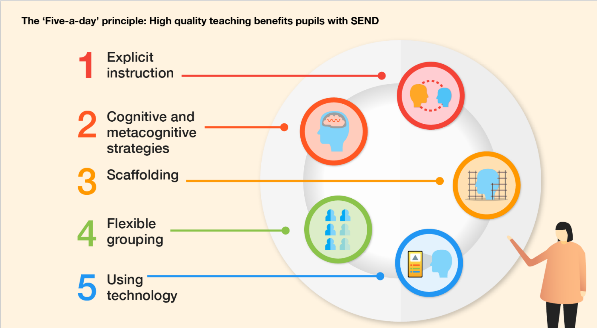 The ‘Five-a-day’ principle: High quality teaching benefits pupils with SEND
1
Explicit
instruction
2
Cognitive and
metacognitive
strategies
3
Scaffolding
4
Flexible
grouping
5
Using
technology